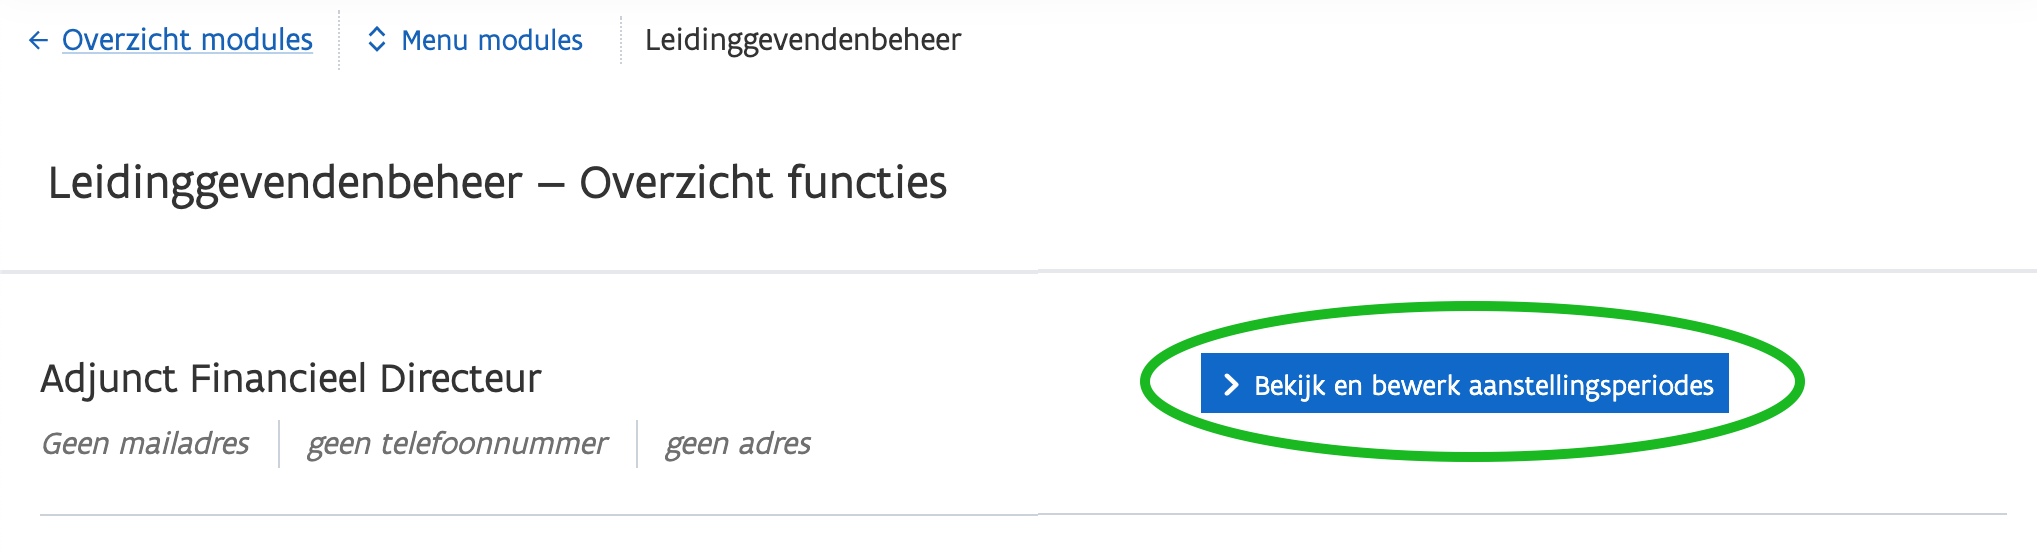 Overzicht modules Menu modules Leidinggevendenbeheer
Leidinggevendenbeheer – Overzicht functies
Adjunct Financieel Directeur
Bekijk en bewerk aanstellingsperiodes
Geen mailadres geen telefoonnummer geen adres